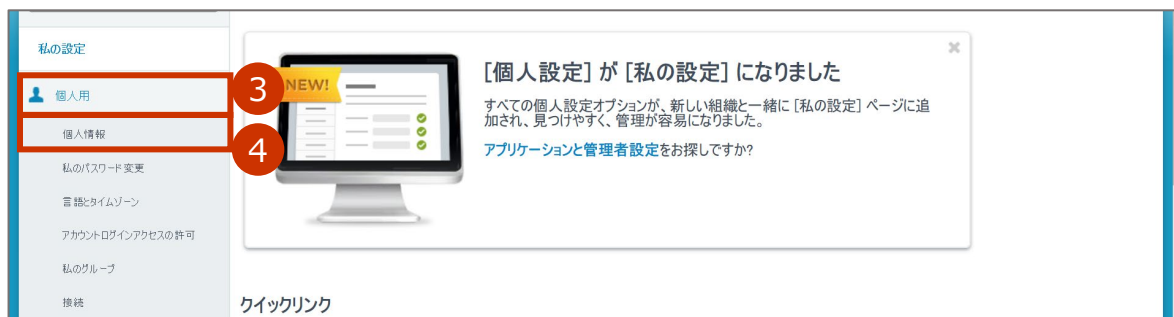 私の設定
個人用
3
個人情報
4
私のパスワード変更
言語とタイムゾーン
アカウントログインアクセスの許可
私のグループ
接続
NEW!
[個人設定] が [私の設定] になりました
すべての個人設定オプションが、新しい組織と一緒に [私の設定] ページに追
加され、見つけやすく、管理が容易になりました。
アプリケーションと管理者設定をお探しですか?
クイックリンク